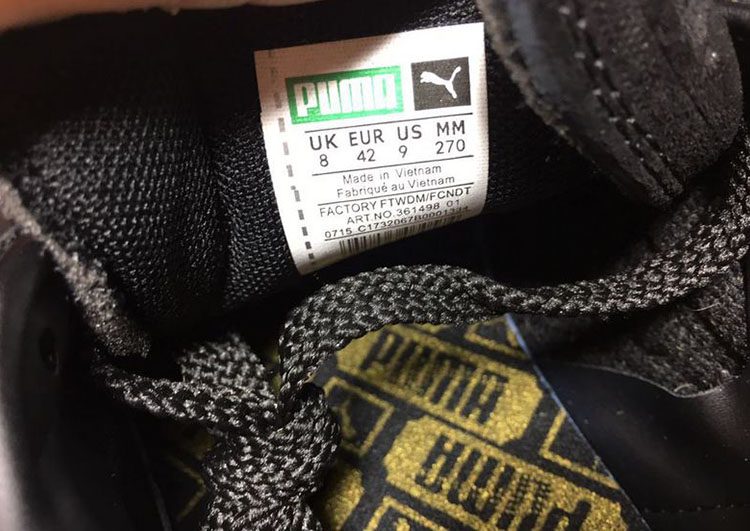 PUMA
UK EUR US MM
8 42 9 270
Made in Vietnam
Fabriqué au Vietnam
FACTORY FTWDM/FCNDT
ART.NO.361498 01
0715
PUMA
PUMA